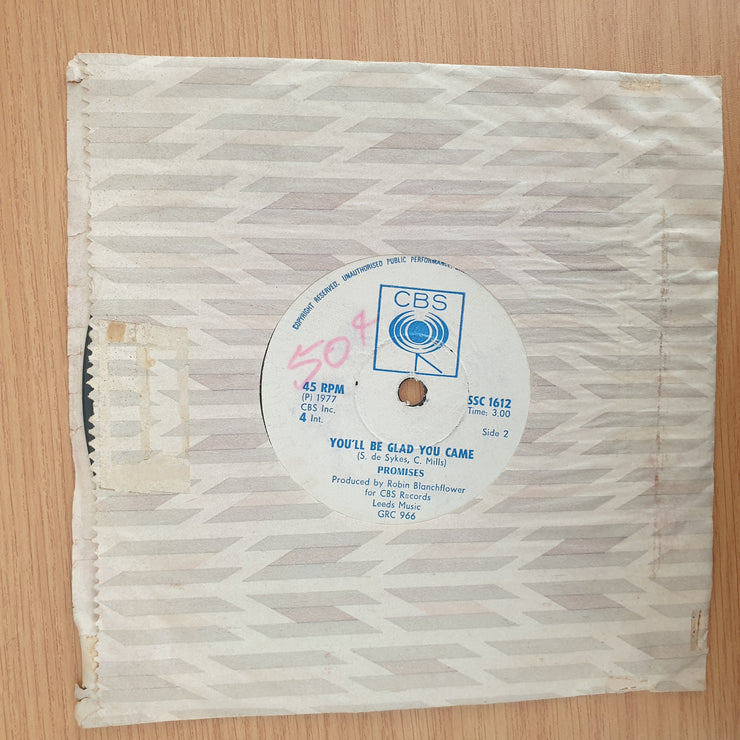 COPYRIGHT RESERVED. UNAUTHORISED PUBLIC PERFORMANCE,
CBS
50¢
45 RPM
(P) 1977
CBS Inc.
4 Int.
SSC 1612
Time: 3.00
Side 2
YOU'LL BE GLAD YOU CAME
(S. de Sykes, C. Mills)
PROMISES
Produced by Robin Blanchflower
for CBS Records
Leeds Music
GRC 966